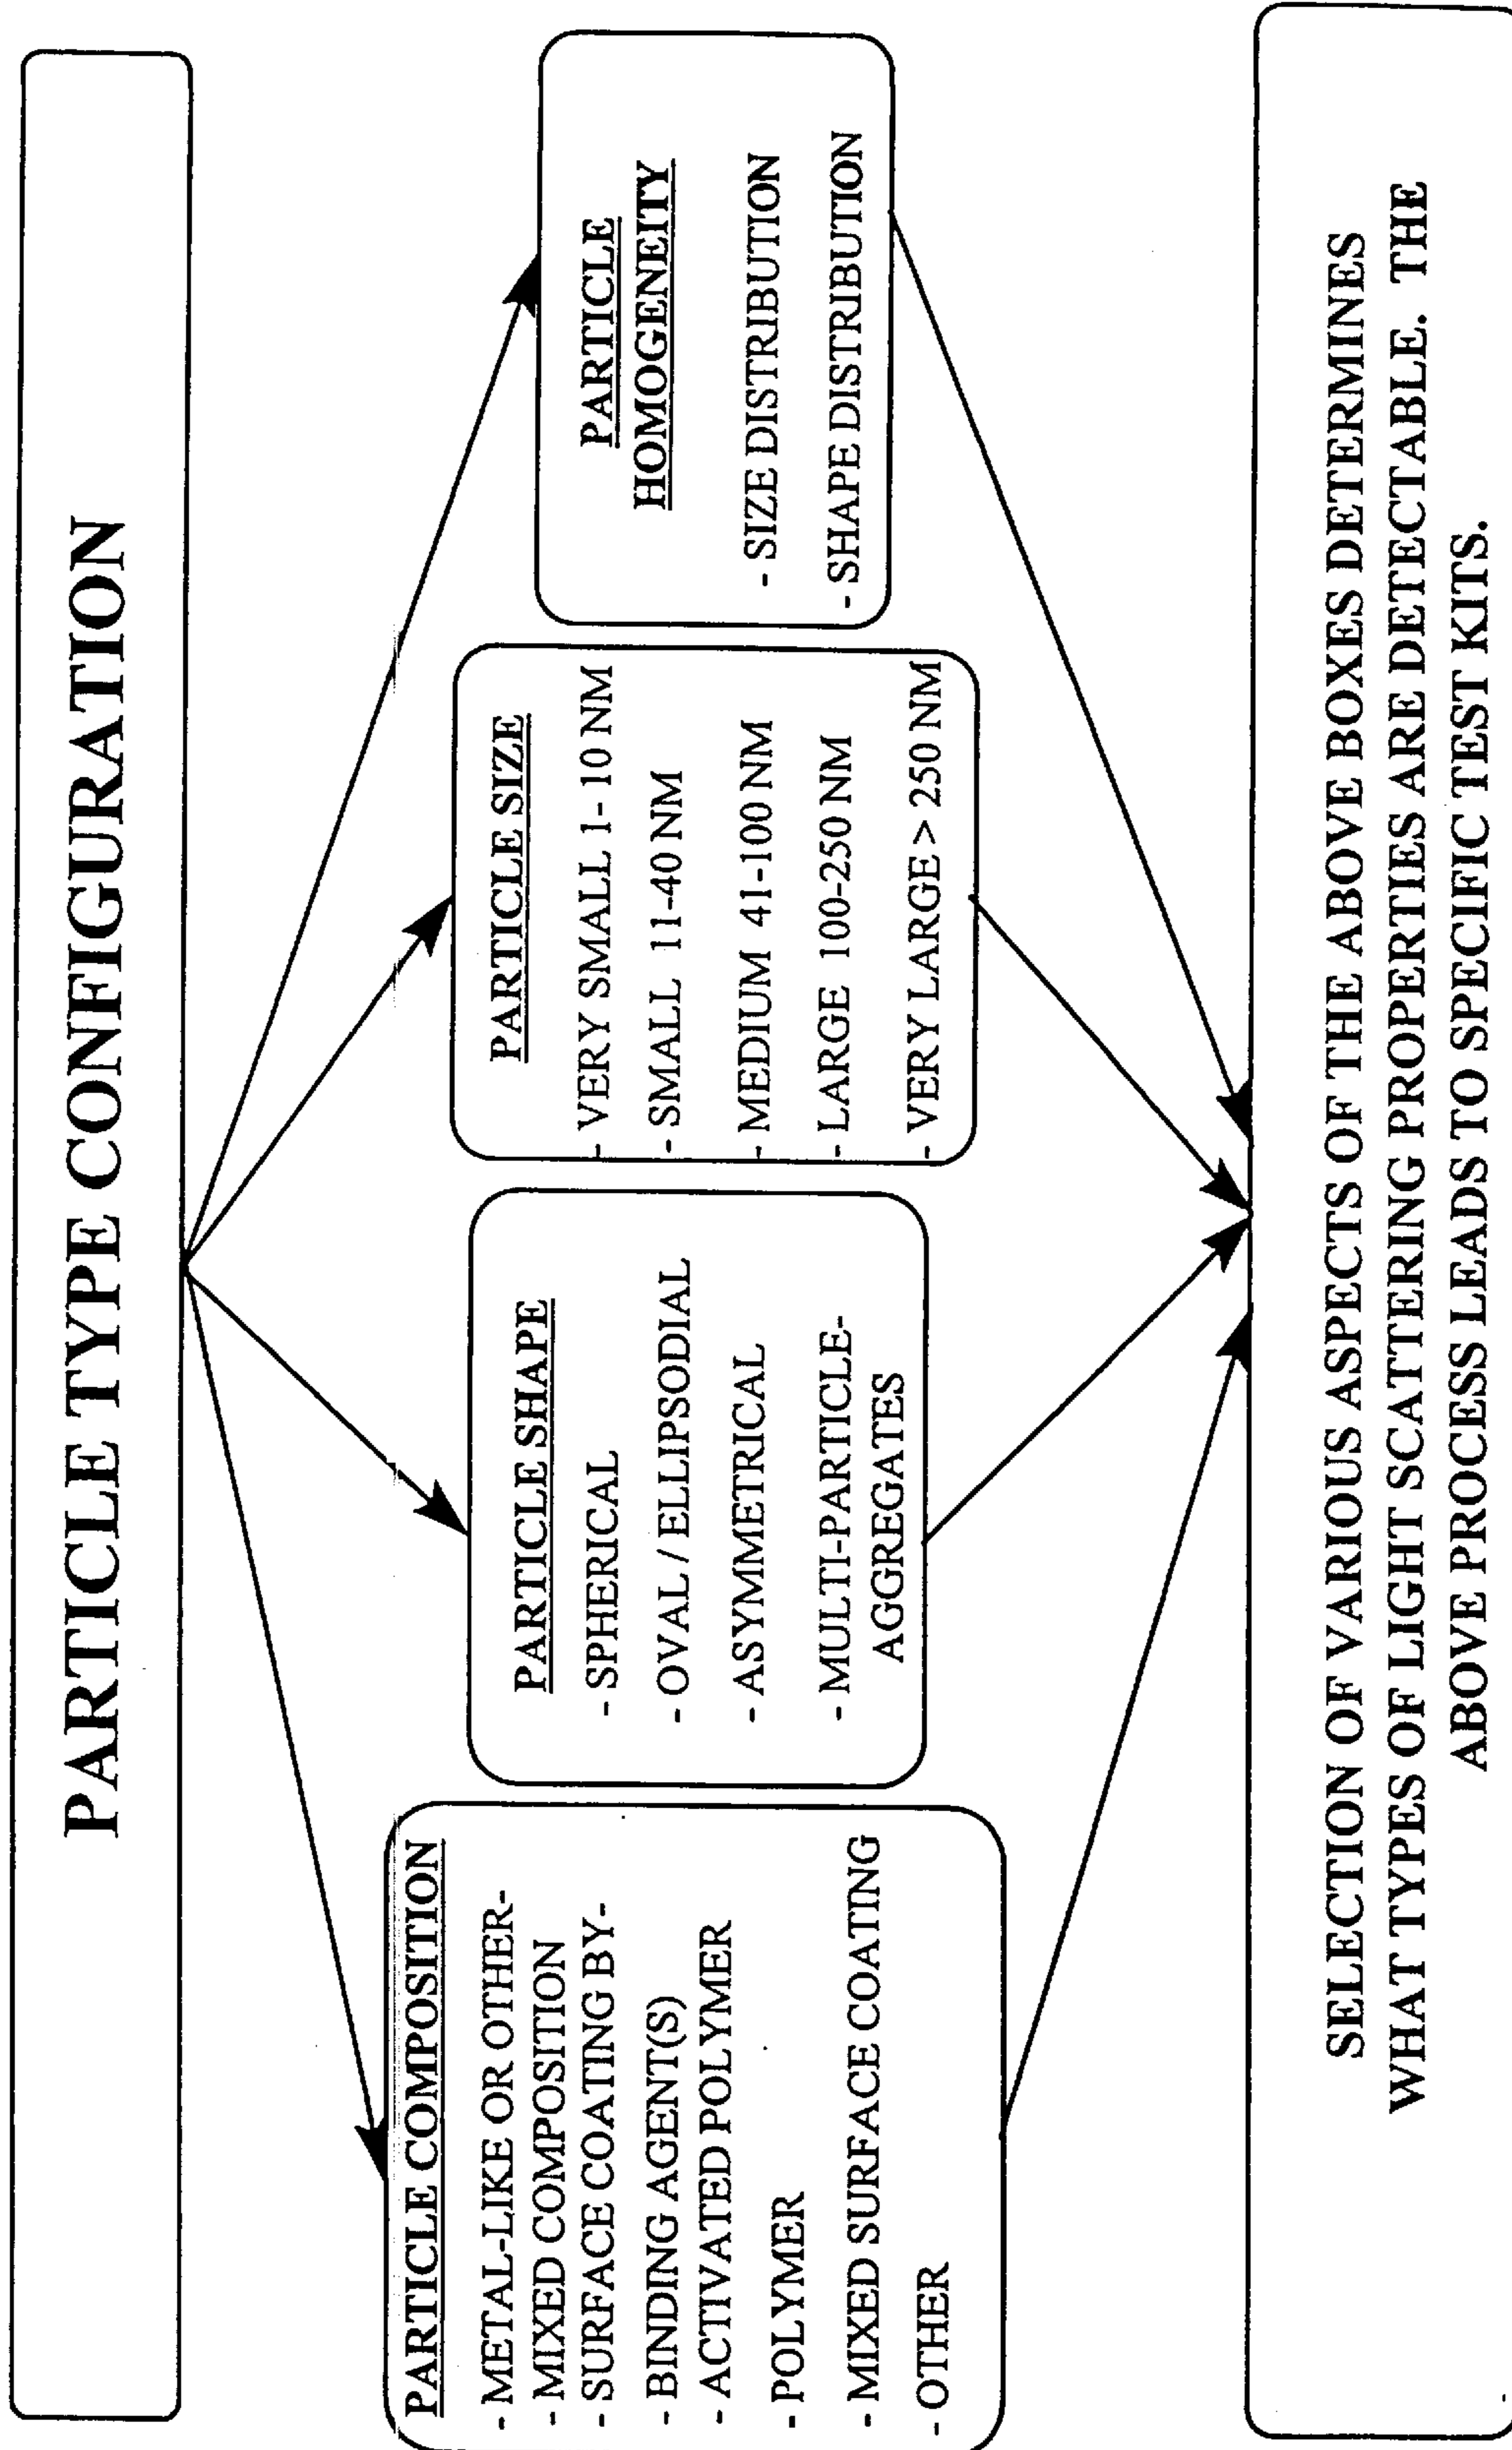 PARTICLE TYPE CONFIGURATION
PARTICLE COMPOSITION
- METAL-LIKE OR OTHER-
- MIXED COMPOSITION
- SURFACE COATING BY-
- BINDING AGENT(S)
- ACTIVATED POLYMER
- POLYMER
- MIXED SURFACE COATING
- OTHER
PARTICLE SHAPE
- SPHERICAL
- OVAL / ELLIPSODIAL
- ASYMMETRICAL
- MULTI-PARTICLE-
AGGREGATES
PARTICLE SIZE
- VERY SMALL 1- 10 NM
- SMALL 11-40 NM
- MEDIUM 41-100 NM
- LARGE 100-250 NM
- VERY LARGE > 250 NM
PARTICLE
HOMOGENEITY
- SIZE DISTRIBUTION
- SHAPE DISTRIBUTION
SELECTION OF VARIOUS ASPECTS OF THE ABOVE BOXES DETERMINES
WHAT TYPES OF LIGHT SCATTERING PROPERTIES ARE DETECTABLE. THE
ABOVE PROCESS LEADS TO SPECIFIC TEST KITS.